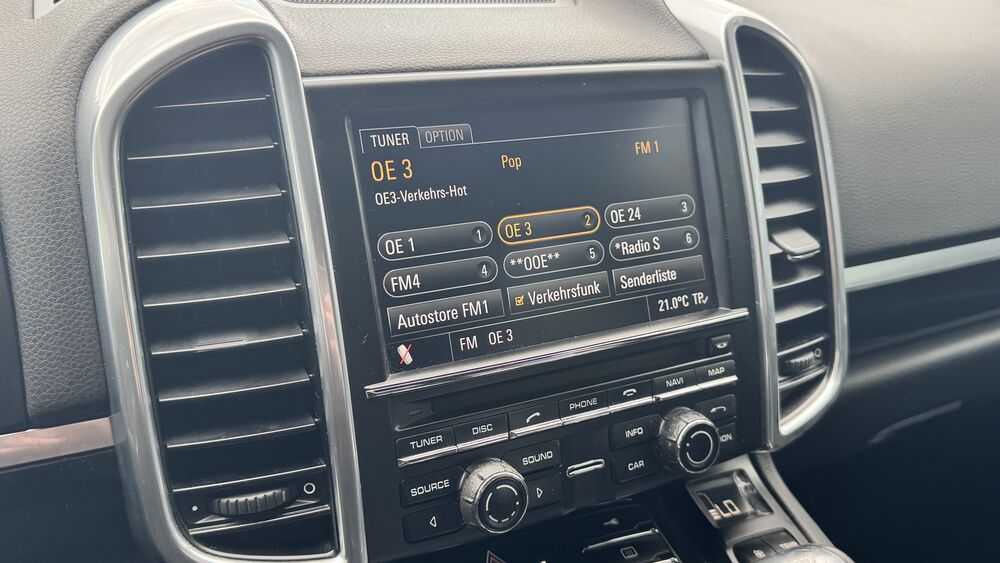 TUNER OPTION
OE 3 Pop FM 1
OE3-Verkehrs-Hot
OE 1 1 OE 3 2 OE 24 3
FM4 4 **OOE** 5 *Radio S 6
Autostore FM1 Verkehrsfunk Senderliste
FM OE 3 21.0°C TP
TUNER DISC PHONE NAVI MAP
SOURCE SOUND INFO
CAR